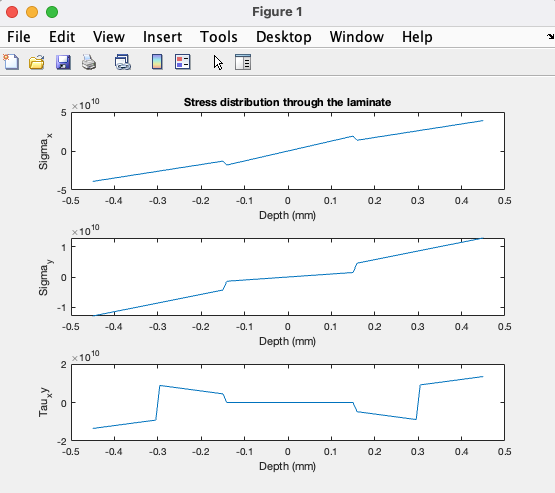 Figure 1
File Edit View Insert Tools Desktop Window Help
Stress distribution through the laminate
×10^10
5
0
-5
Sigma_x
-0.5 -0.4 -0.3 -0.2 -0.1 0 0.1 0.2 0.3 0.4 0.5
Depth (mm)
×10^10
1
0
-1
Sigma_y
-0.5 -0.4 -0.3 -0.2 -0.1 0 0.1 0.2 0.3 0.4 0.5
Depth (mm)
×10^10
2
0
-2
Tau_xy
-0.5 -0.4 -0.3 -0.2 -0.1 0 0.1 0.2 0.3 0.4 0.5
Depth (mm)